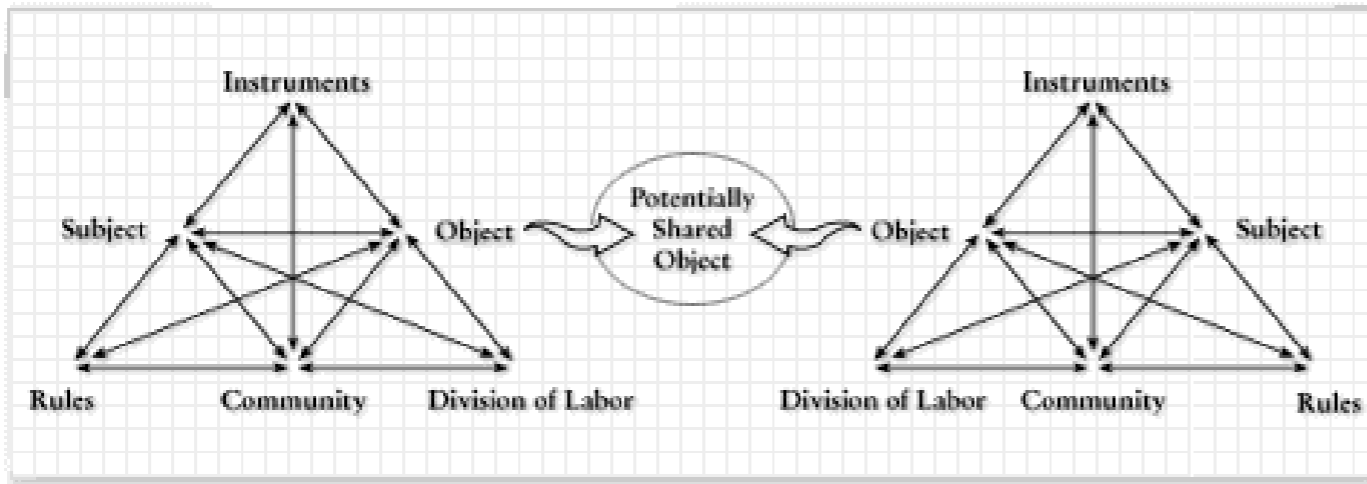 Instruments
Instruments
Subject
Object
Potentially
Shared
Object
Object
Subject
Rules
Community
Division of Labor
Division of Labor
Community
Rules